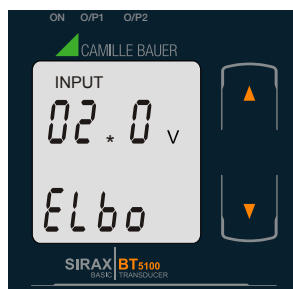 ON O/P1 O/P2
CAMILLE BAUER
INPUT
02.0 V
ELbo
SIRAX BT5100
BASIC TRANSDUCER